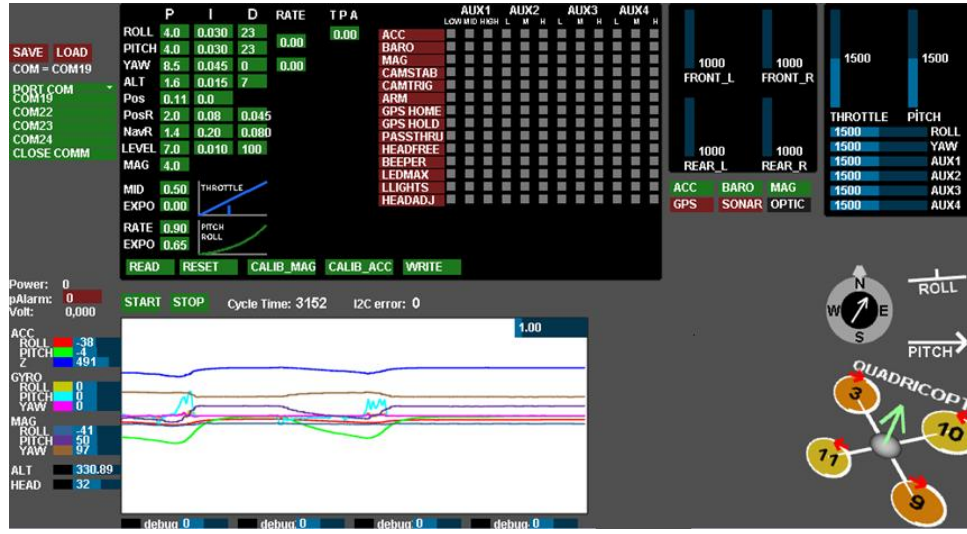 P I D RATE T P A
AUX1 AUX2 AUX3 AUX4
LOW MID HIGH L M H L M H L M H
SAVE LOAD
COM = COM19
PORT COM
COM19
COM22
COM23
COM24
CLOSE COMM
ROLL 4.0 0.030 23
PITCH 4.0 0.030 23
0.00
YAW 8.5 0.045 0 0.00
ALT 1.6 0.015 7
Pos 0.11 0.0
PosR 2.0 0.08 0.045
NavR 1.4 0.20 0.080
LEVEL 7.0 0.010 100
MAG 4.0
0.00
MID 0.50
EXPO 0.00
THROTTLE
RATE 0.90
EXPO 0.65
PITCH
ROLL
READ RESET CALIB_MAG CALIB_ACC WRITE
ACC
BARO
MAG
CAMSTAB
CAMTRIG
ARM
GPS HOME
GPS HOLD
PASSTHRU
HEADFREE
BEEPER
LEDMAX
LLIGHTS
HEADADJ
1000 1000
FRONT_L FRONT_R
1000 1000
REAR_L REAR_R
ACC BARO MAG
GPS SONAR OPTIC
1500 1500
THROTTLE PITCH
1500 ROLL
1500 YAW
1500 AUX1
1500 AUX2
1500 AUX3
1500 AUX4
Power: 0
pAlarm: 0
Volt: 0,000
START STOP Cycle Time: 3152 I2C error: 0
1.00
ACC
ROLL -38
PITCH -4
Z 491
GYRO
ROLL 0
PITCH 0
YAW 0
MAG
ROLL -41
PITCH 50
YAW 97
ALT 330.89
HEAD 32
debug 0 debug 0 debug 0 debug 0
N
W E
S
ROLL
PITCH
QUADRICOPT
3
10
11
9